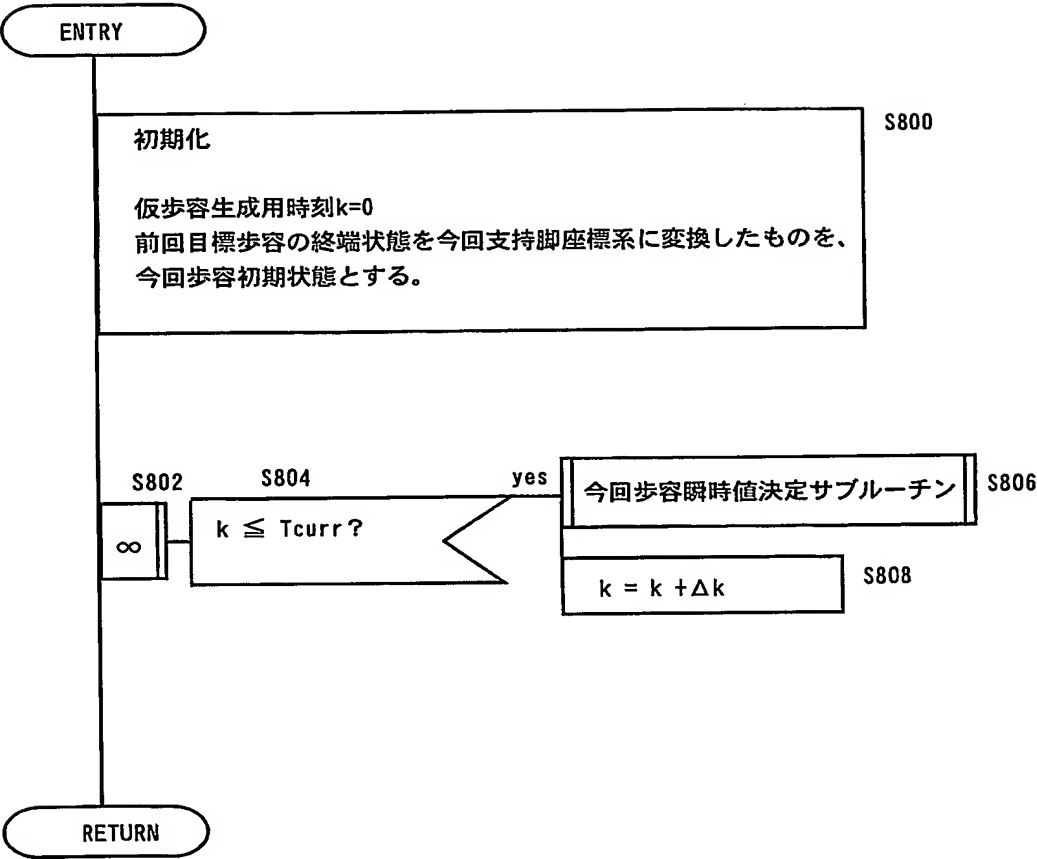 ENTRY
S800
初期化
仮歩容生成用時刻k=0
前回目標歩容の終端状態を今回支持脚座標系に変換したものを、
今回歩容初期状態とする。
S802
S804
yes
∞
k ≦ Tcurr?
今回歩容瞬時値決定サブルーチン
S806
k = k +Δk
S808
RETURN